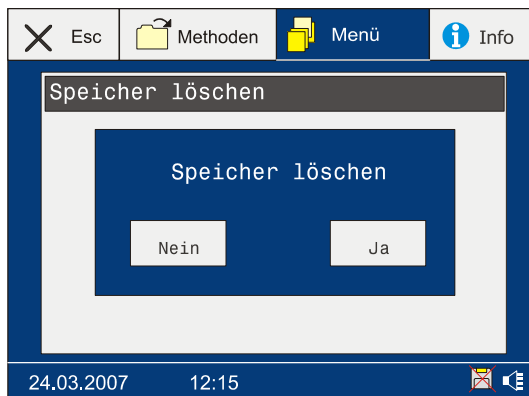 Esc Methoden Menü Info
Speicher löschen
Speicher löschen
Nein Ja
24.03.2007 12:15